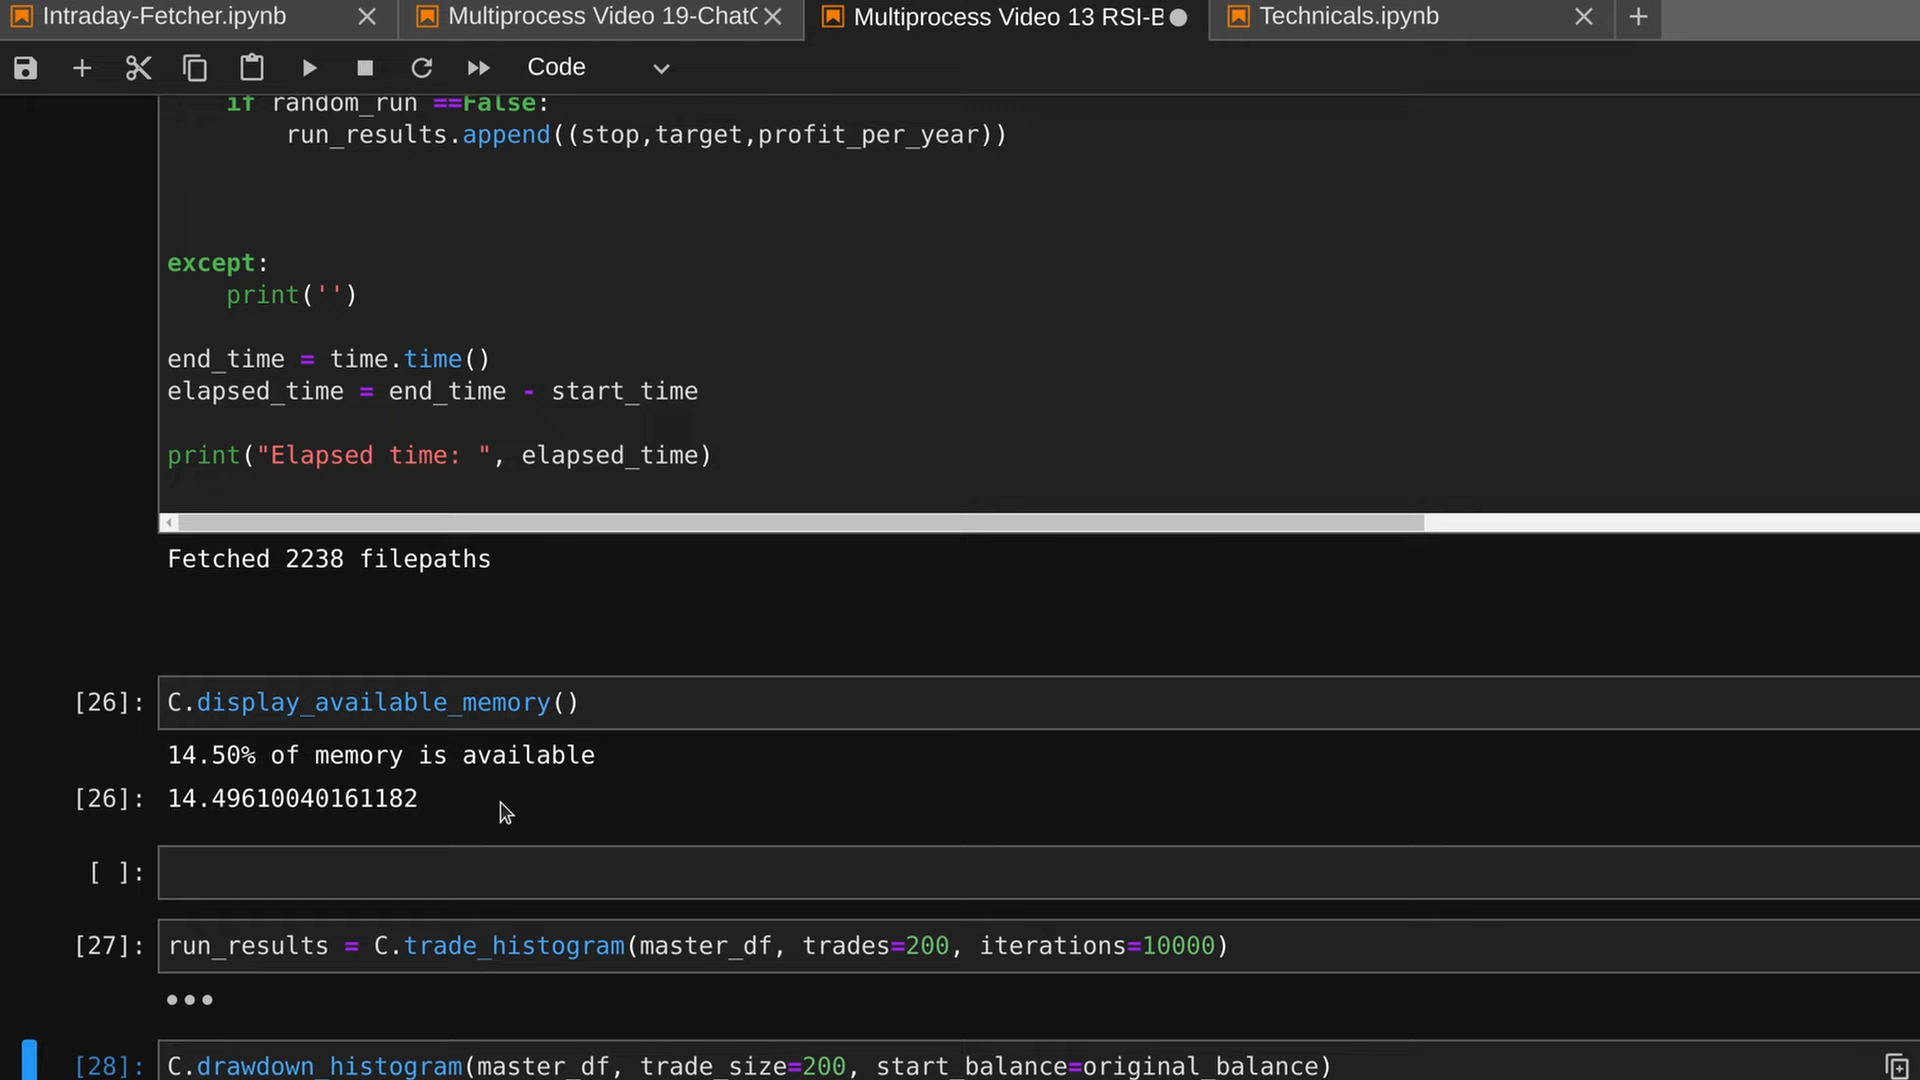 Intraday-Fetcher.ipynb
Multiprocess Video 19-Chat
Multiprocess Video 13 RSI-B
Technicals.ipynb
Code
if random_run ==False:
run_results.append((stop,target,profit_per_year))
except:
print('')
end_time = time.time()
elapsed_time = end_time - start_time
print("Elapsed time: ", elapsed_time)
Fetched 2238 filepaths
[26]: C.display_available_memory()
14.50% of memory is available
[26]: 14.49610040161182
[ ]:
[27]: run_results = C.trade_histogram(master_df, trades=200, iterations=10000)
[28]: C.drawdown_histogram(master_df, trade_size=200, start_balance=original_balance)